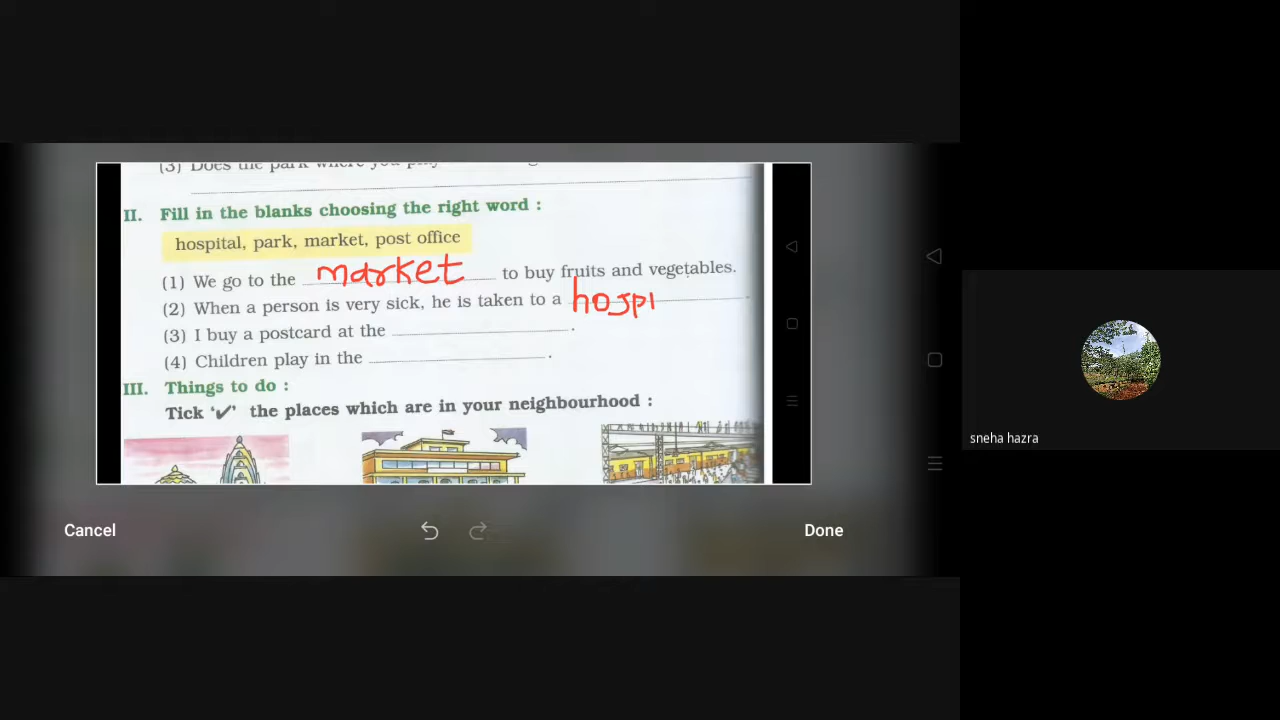 II. Fill in the blanks choosing the right word :
hospital, park, market, post office
(1) We go to the market to buy fruits and vegetables.
(2) When a person is very sick, he is taken to a hospi .
(3) I buy a postcard at the .
(4) Children play in the .
III. Things to do :
Tick ‘✔’ the places which are in your neighbourhood :
Cancel
Done
sneha hazra